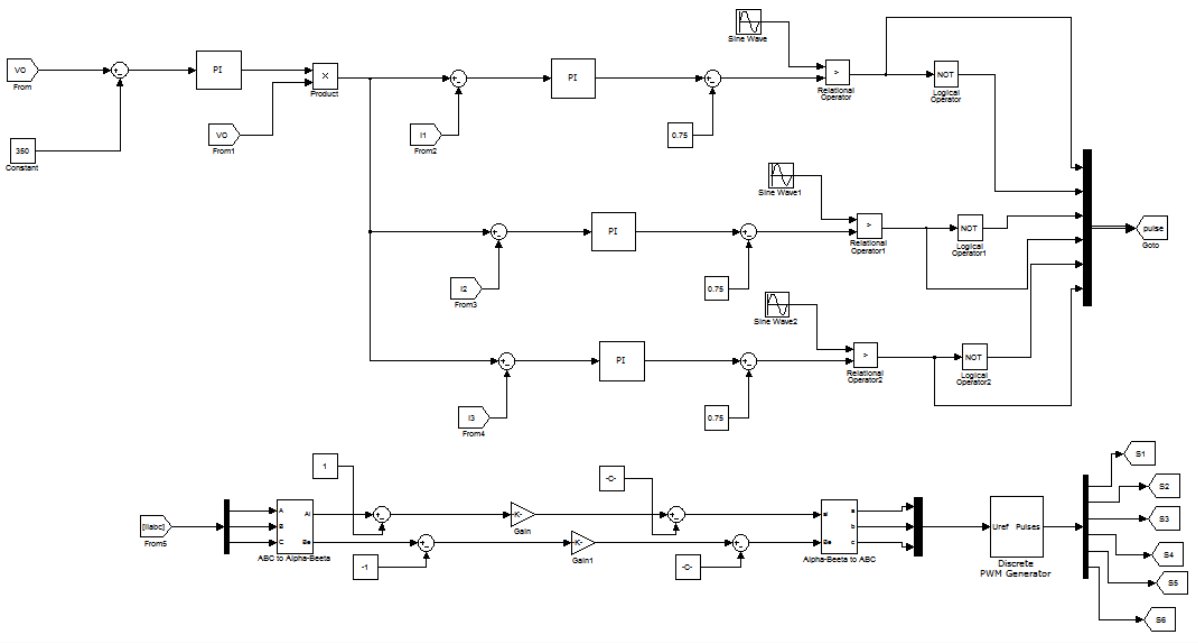 Sine Wave
VO
From
PI
×
Product
PI
>
Relational
Operator
NOT
Logical
Operator
VO
From1
I1
From2
0.75
350
Constant
Sine Wave1
PI
>
Relational
Operator1
NOT
Logical
Operator1
pulse
Goto
I2
From3
0.75
Sine Wave2
PI
>
Relational
Operator2
NOT
Logical
Operator2
I3
From4
0.75
1
-C-
S1
S2
S3
S4
S5
S6
[Iabc]
From5
A
B
C
Al
Be
ABC to Alpha-Beeta
-K-
Gain
-K-
Gain1
-1
-C-
al
Be
a
b
c
Alpha-Beeta to ABC
Uref Pulses
Discrete
PWM Generator